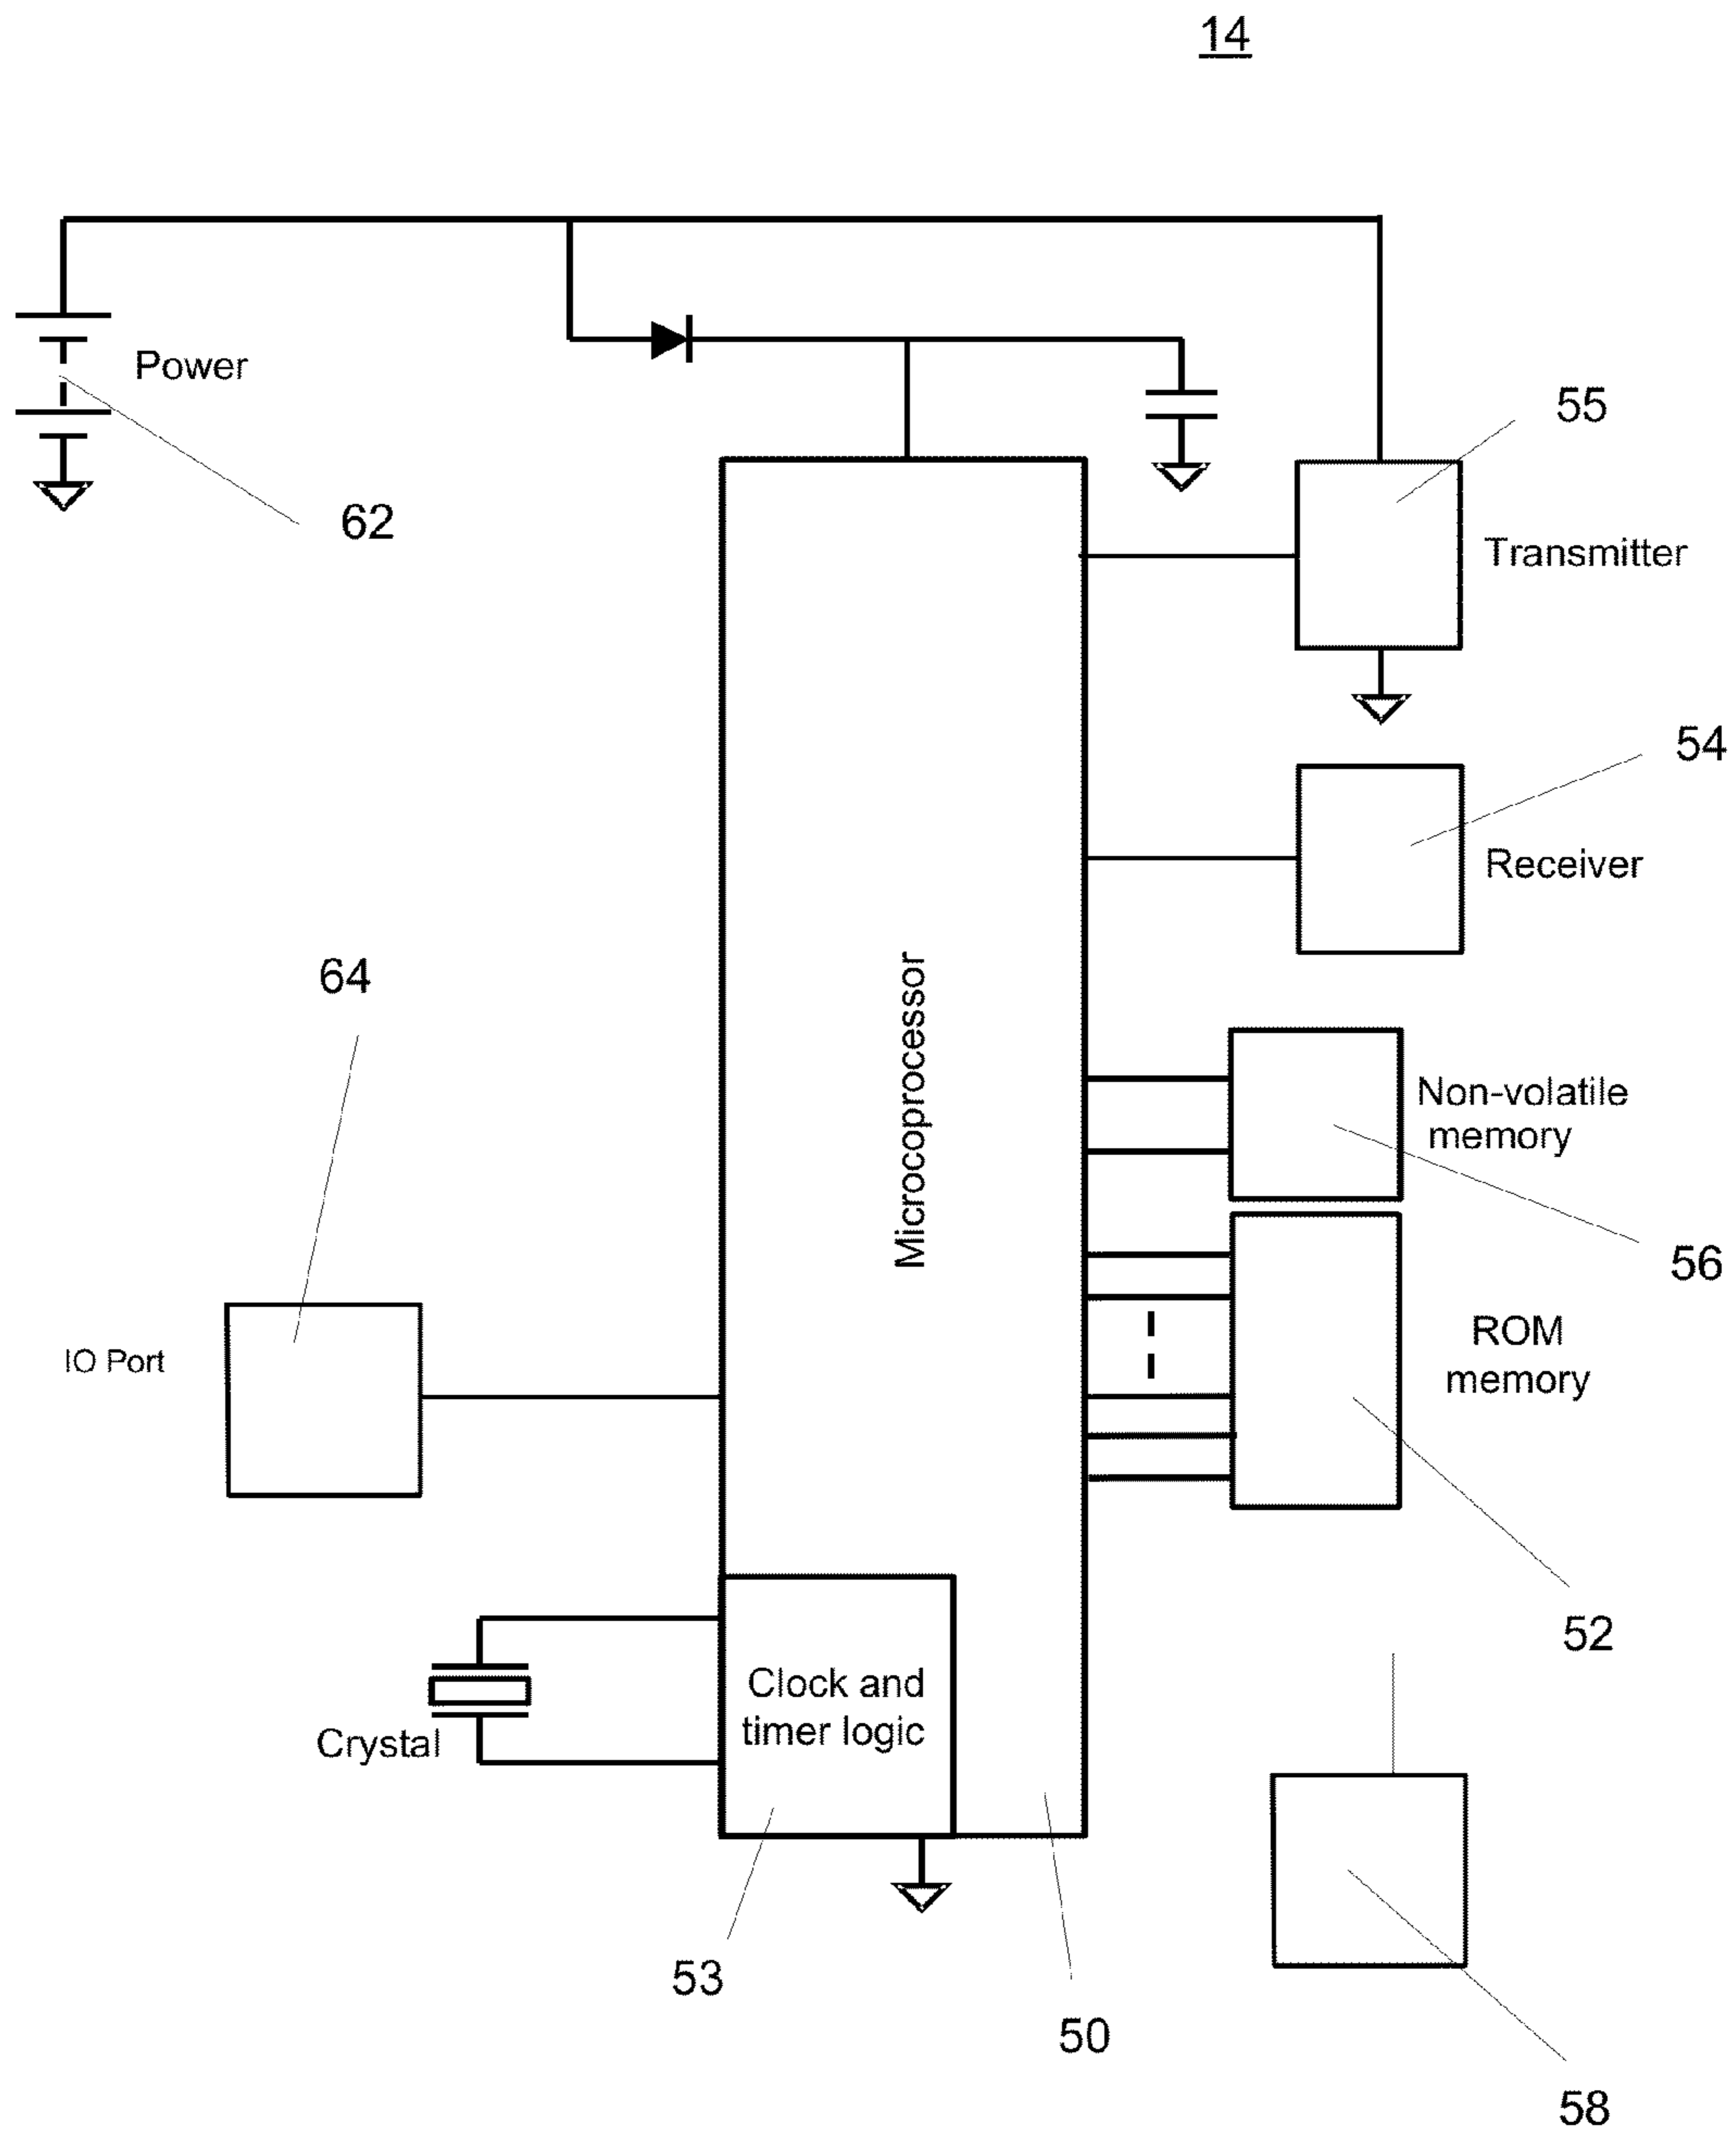 14
Power
62
55
Transmitter
54
Receiver
64
Microcoprocessor
Non-volatile
memory
56
IO Port
ROM
memory
52
Clock and
timer logic
Crystal
53
50
58